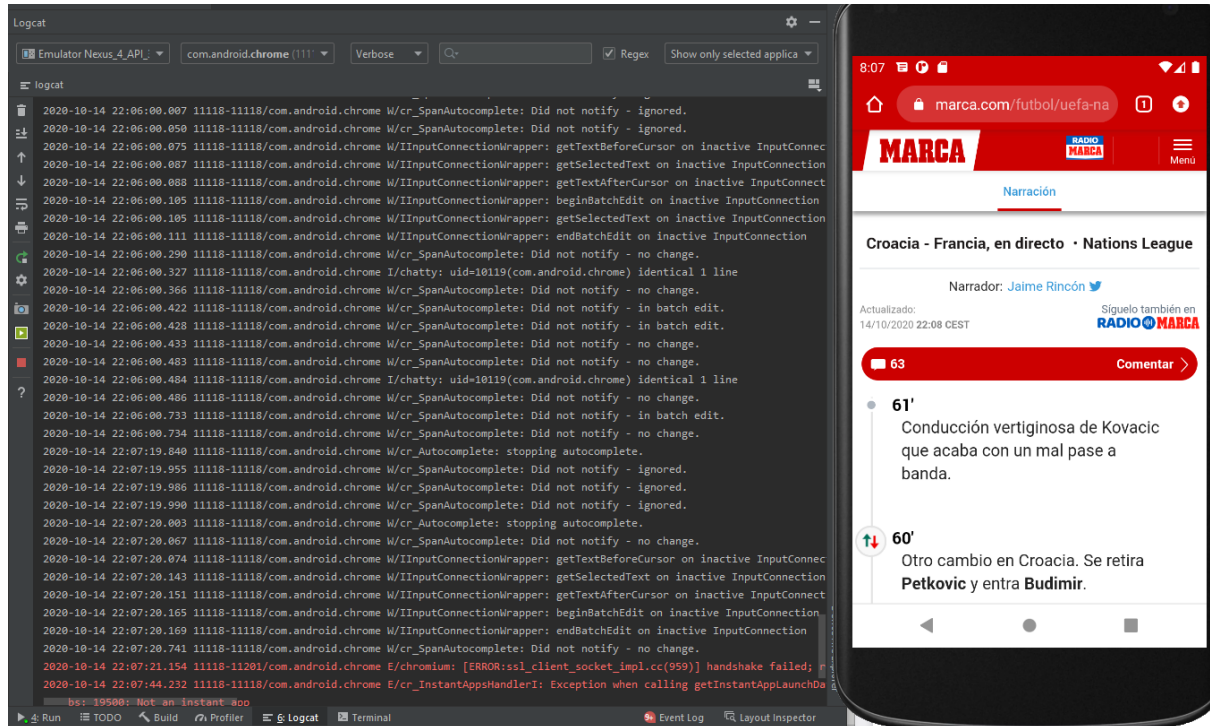 Logcat
Emulator Nexus_4_API_ com.android.chrome (111 Verbose Regex Show only selected applica
logcat
2020-10-14 22:06:00.007 11118-11118/com.android.chrome W/cr_SpanAutocomplete: Did not notify - ignored.
2020-10-14 22:06:00.050 11118-11118/com.android.chrome W/cr_SpanAutocomplete: Did not notify - ignored.
2020-10-14 22:06:00.075 11118-11118/com.android.chrome W/IInputConnectionWrapper: getTextBeforeCursor on inactive InputConnec
2020-10-14 22:06:00.087 11118-11118/com.android.chrome W/IInputConnectionWrapper: getSelectedText on inactive InputConnection
2020-10-14 22:06:00.088 11118-11118/com.android.chrome W/IInputConnectionWrapper: getTextAfterCursor on inactive InputConnect
2020-10-14 22:06:00.105 11118-11118/com.android.chrome W/IInputConnectionWrapper: beginBatchEdit on inactive InputConnection
2020-10-14 22:06:00.105 11118-11118/com.android.chrome W/IInputConnectionWrapper: getSelectedText on inactive InputConnection
2020-10-14 22:06:00.111 11118-11118/com.android.chrome W/IInputConnectionWrapper: endBatchEdit on inactive InputConnection
2020-10-14 22:06:00.290 11118-11118/com.android.chrome W/cr_SpanAutocomplete: Did not notify - no change.
2020-10-14 22:06:00.327 11118-11118/com.android.chrome I/chatty: uid=10119(com.android.chrome) identical 1 line
2020-10-14 22:06:00.366 11118-11118/com.android.chrome W/cr_SpanAutocomplete: Did not notify - no change.
2020-10-14 22:06:00.422 11118-11118/com.android.chrome W/cr_SpanAutocomplete: Did not notify - in batch edit.
2020-10-14 22:06:00.428 11118-11118/com.android.chrome W/cr_SpanAutocomplete: Did not notify - in batch edit.
2020-10-14 22:06:00.433 11118-11118/com.android.chrome W/cr_SpanAutocomplete: Did not notify - no change.
2020-10-14 22:06:00.483 11118-11118/com.android.chrome W/cr_SpanAutocomplete: Did not notify - no change.
2020-10-14 22:06:00.484 11118-11118/com.android.chrome I/chatty: uid=10119(com.android.chrome) identical 1 line
2020-10-14 22:06:00.486 11118-11118/com.android.chrome W/cr_SpanAutocomplete: Did not notify - no change.
2020-10-14 22:06:00.733 11118-11118/com.android.chrome W/cr_SpanAutocomplete: Did not notify - in batch edit.
2020-10-14 22:06:00.734 11118-11118/com.android.chrome W/cr_SpanAutocomplete: Did not notify - no change.
2020-10-14 22:07:19.840 11118-11118/com.android.chrome W/cr_Autocomplete: stopping autocomplete.
2020-10-14 22:07:19.955 11118-11118/com.android.chrome W/cr_SpanAutocomplete: Did not notify - ignored.
2020-10-14 22:07:19.986 11118-11118/com.android.chrome W/cr_SpanAutocomplete: Did not notify - ignored.
2020-10-14 22:07:19.990 11118-11118/com.android.chrome W/cr_SpanAutocomplete: Did not notify - ignored.
2020-10-14 22:07:20.003 11118-11118/com.android.chrome W/cr_Autocomplete: stopping autocomplete.
2020-10-14 22:07:20.067 11118-11118/com.android.chrome W/cr_SpanAutocomplete: Did not notify - no change.
2020-10-14 22:07:20.074 11118-11118/com.android.chrome W/IInputConnectionWrapper: getTextBeforeCursor on inactive InputConnec
2020-10-14 22:07:20.143 11118-11118/com.android.chrome W/IInputConnectionWrapper: getSelectedText on inactive InputConnection
2020-10-14 22:07:20.151 11118-11118/com.android.chrome W/IInputConnectionWrapper: getTextAfterCursor on inactive InputConnect
2020-10-14 22:07:20.165 11118-11118/com.android.chrome W/IInputConnectionWrapper: beginBatchEdit on inactive InputConnection
2020-10-14 22:07:20.169 11118-11118/com.android.chrome W/IInputConnectionWrapper: endBatchEdit on inactive InputConnection
2020-10-14 22:07:20.741 11118-11118/com.android.chrome W/cr_SpanAutocomplete: Did not notify - no change.
2020-10-14 22:07:21.154 11118-11201/com.android.chrome E/chromium: [ERROR:ssl_client_socket_impl.cc(959)] handshake failed;
2020-10-14 22:07:44.232 11118-11118/com.android.chrome E/cr_InstantAppsHandlerI: Exception when calling getInstantAppLaunchDa
bs: 19500: Not an instant app
4: Run TODO Build Profiler 6: Logcat Terminal Event Log Layout Inspector
8:07
marca.com/futbol/uefa-na 1
MARCA RADIO MARCA Menú
Narración
Croacia - Francia, en directo · Nations League
Narrador: Jaime Rincón
Actualizado: Síguelo también en
14/10/2020 22:08 CEST RADIO MARCA
63 Comentar
61'
Conducción vertiginosa de Kovacic
que acaba con un mal pase a
banda.
60'
Otro cambio en Croacia. Se retira
Petkovic y entra Budimir.